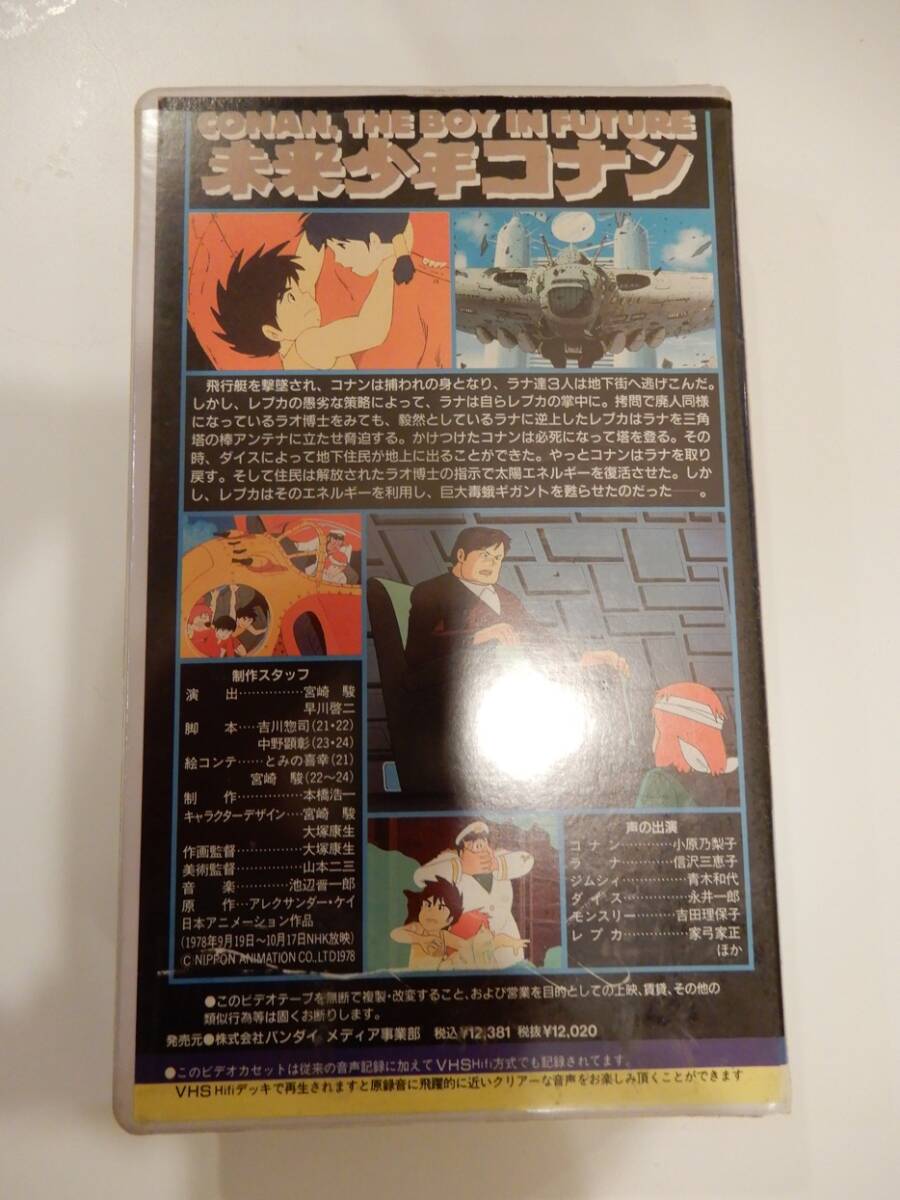 CONAN, THE BOY IN FUTURE
未来少年コナン
飛行艇を撃墜され、コナンは捕われの身となり、ラナ達3人は地下街へ逃げこんだ。
しかし、レプカの愚劣な策略によって、ラナは自らレプカの掌中に。拷問で廃人同様
になっているラオ博士をみても、毅然としているラナに逆上したレプカはラナを三角
塔の棒アンテナに立たせ脅迫する。かけつけたコナンは必死になって塔を登る。その
時、ダイスによって地下住民が地上に出ることができた。やっとコナンはラナを取り
戻す。そして住民は解放されたラオ博士の指示で太陽エネルギーを復活させた。しか
し、レプカはそのエネルギーを利用し、巨大毒蛾ギガントを甦らせたのだった――。
制作スタッフ
演出……………宮崎 駿
早川啓二
脚本……吉川惣司(21・22)
中野顕彰(23・24)
絵コンテ……とみの喜幸(21)
宮崎 駿(22〜24)
制作……………本橋浩一
キャラクターデザイン……宮崎 駿
大塚康生
作画監督……………大塚康生
美術監督……………山本二三
音楽……………池辺晋一郎
原作……アレクサンダー・ケイ
日本アニメーション作品
(1978年9月19日〜10月17日NHK放映)
© NIPPON ANIMATION CO.,LTD1978
声の出演
コナン…………小原乃梨子
ラナ…………信沢三恵子
ジムシィ…………青木和代
ダイス…………永井一郎
モンスリー…………吉田理保子
レプカ…………家弓家正
ほか
●このビデオテープを無断で複製・改変すること、および営業を目的としての上映、賃貸、その他の
類似行為等は固くお断りします。
発売元●株式会社バンダイ メディア事業部 税込¥12,381 税抜¥12,020
●このビデオカセットは従来の音声記録に加えてVHS Hifi方式でも記録されてます。
VHS Hifiデッキで再生されますと原録音に飛躍的に近いクリアーな音声をお楽しみ頂くことができます